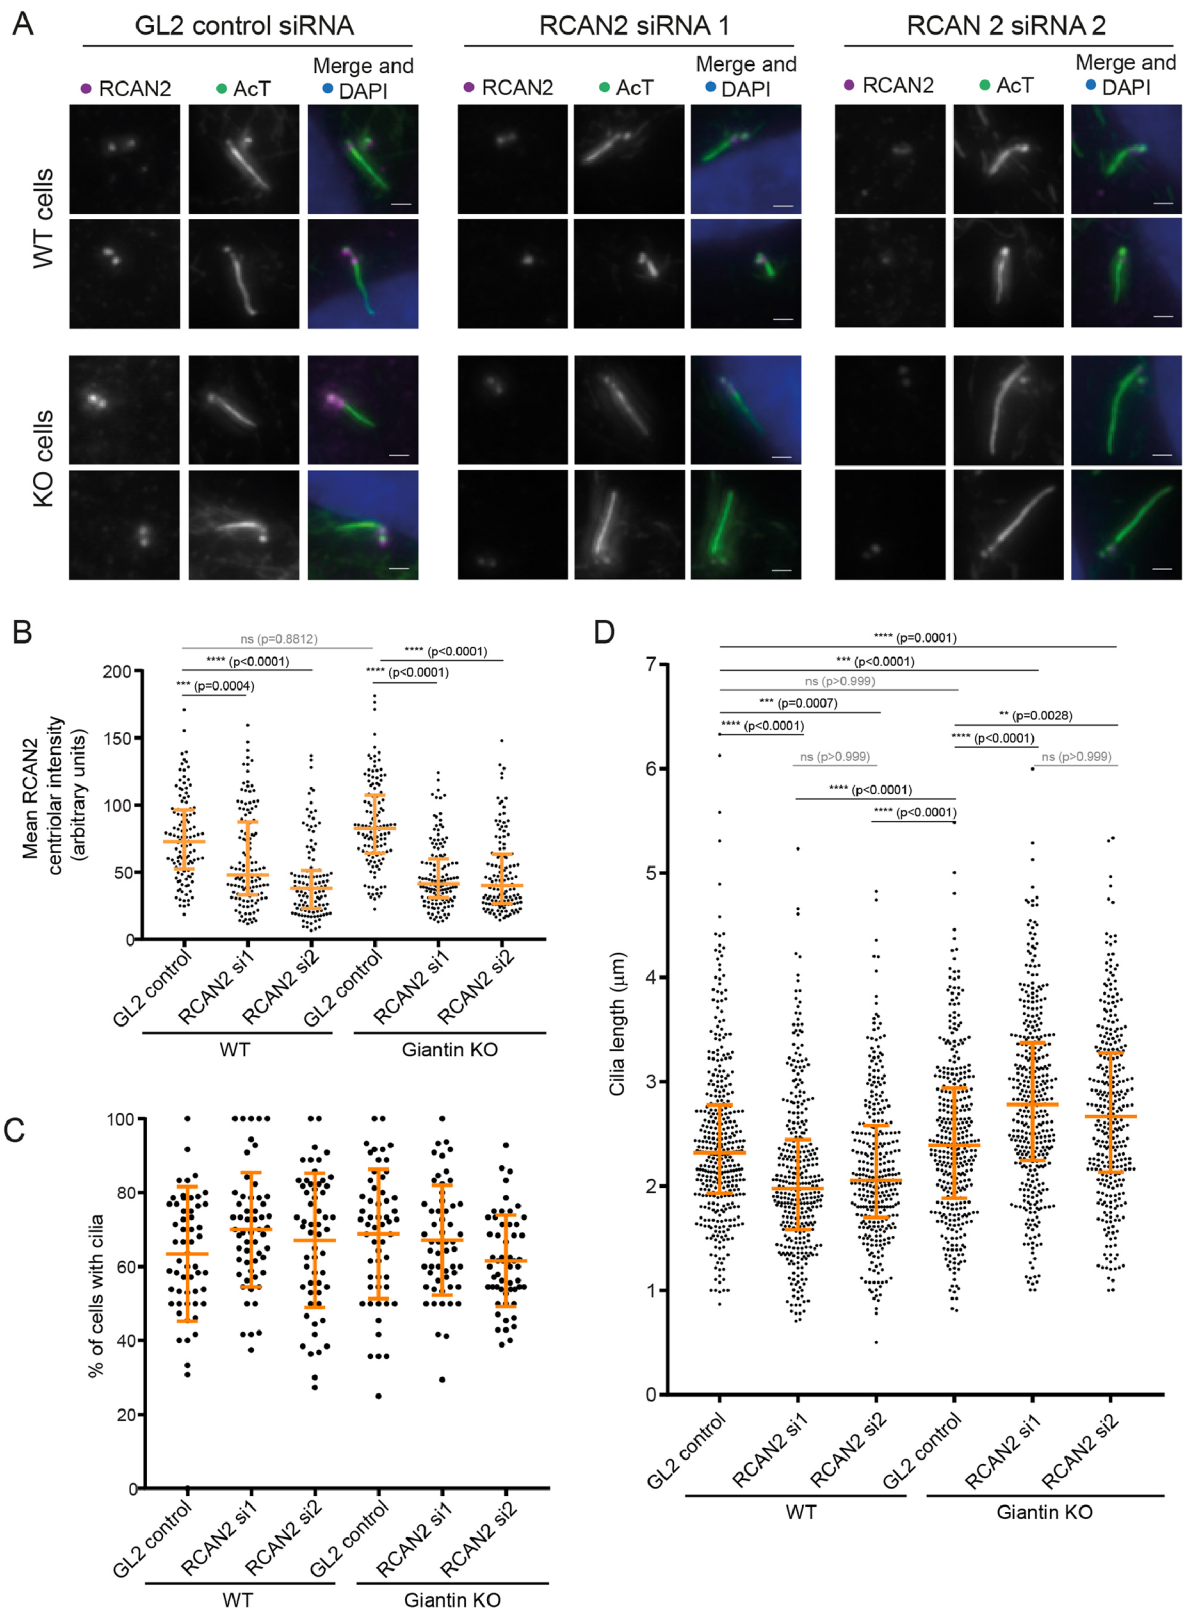 A
GL2 control siRNA
RCAN2 siRNA 1
RCAN 2 siRNA 2
RCAN2
AcT
Merge and
DAPI
RCAN2
AcT
Merge and
DAPI
RCAN2
AcT
Merge and
DAPI
WT cells
KO cells
B
ns (p=0.8812)
**** (p<0.0001)
*** (p=0.0004)
**** (p<0.0001)
**** (p<0.0001)
Mean RCAN2
centriolar intensity
(arbitrary units)
200
150
100
50
0
GL2 control
RCAN2 si1
RCAN2 si2
GL2 control
RCAN2 si1
RCAN2 si2
WT
Giantin KO
C
% of cells with cilia
100
80
60
40
20
0
GL2 control
RCAN2 si1
RCAN2 si2
GL2 control
RCAN2 si1
RCAN2 si2
WT
Giantin KO
D
**** (p=0.0001)
*** (p<0.0001)
ns (p>0.999)
*** (p=0.0007)
**** (p<0.0001)
** (p=0.0028)
**** (p<0.0001)
ns (p>0.999)
ns (p>0.999)
**** (p<0.0001)
**** (p<0.0001)
Cilia length (μm)
7
6
5
4
3
2
1
0
GL2 control
RCAN2 si1
RCAN2 si2
GL2 control
RCAN2 si1
RCAN2 si2
WT
Giantin KO